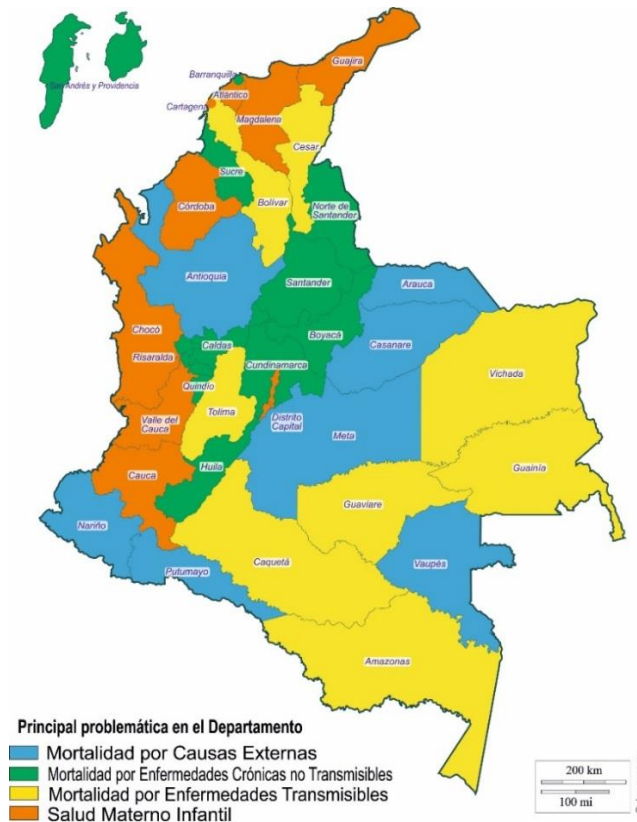 San Andrés y Providencia
Guajira
Barranquilla
Atlántico
Cartagena
Magdalena
Cesar
Sucre
Norte de
Santander
Córdoba
Bolívar
Antioquia
Santander
Arauca
Chocó
Boyacá
Caldas
Casanare
Risaralda
Cundinamarca
Vichada
Quindío
Tolima
Valle del
Cauca
Distrito
Capital
Meta
Huila
Guainía
Cauca
Guaviare
Nariño
Caquetá
Vaupés
Putumayo
Amazonas
Principal problemática en el Departamento
Mortalidad por Causas Externas
Mortalidad por Enfermedades Crónicas no Transmisibles
Mortalidad por Enfermedades Transmisibles
Salud Materno Infantil
200 km
100 mi